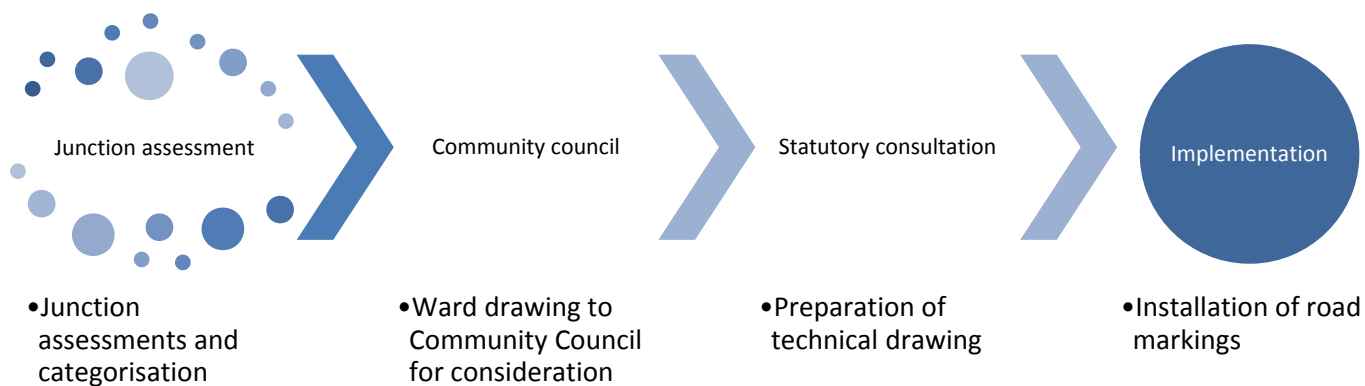 Junction assessment
Community council
Statutory consultation
Implementation
•Junction
assessments and
categorisation
•Ward drawing to
Community Council
for consideration
•Preparation of
technical drawing
•Installation of road
markings